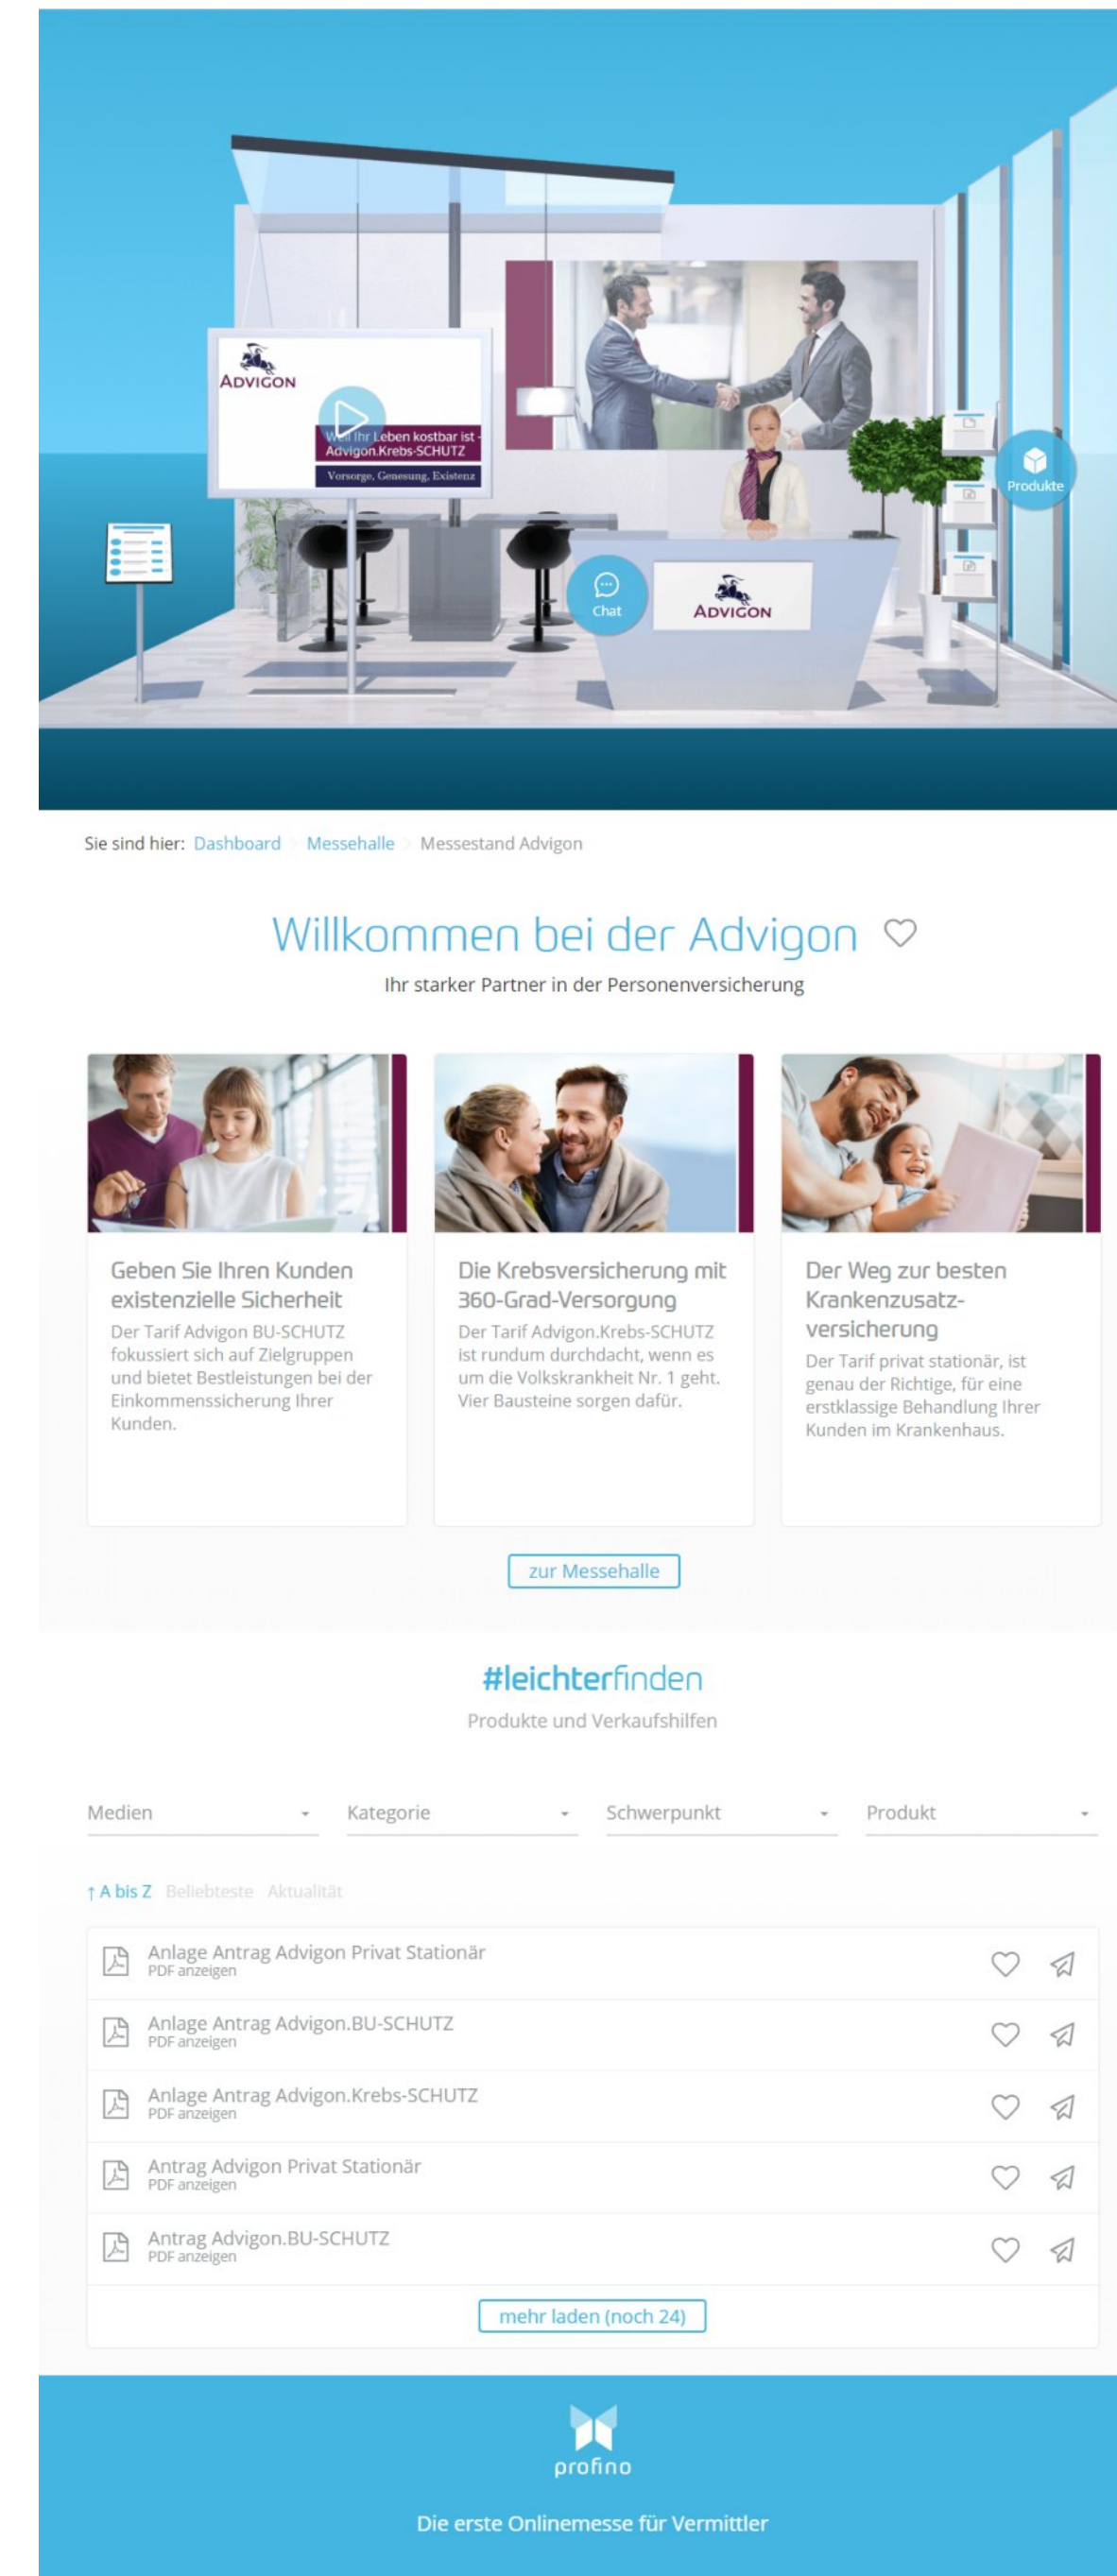 ADVIGON
Weil Ihr Leben kostbar ist -
Advigon.Krebs-SCHUTZ
Vorsorge, Genesung, Existenz
Produkte
Chat
ADVIGON
Sie sind hier: Dashboard > Messehalle > Messestand Advigon
Willkommen bei der Advigon
Ihr starker Partner in der Personenversicherung
Geben Sie Ihren Kunden
existenzielle Sicherheit
Der Tarif Advigon BU-SCHUTZ
fokussiert sich auf Zielgruppen
und bietet Bestleistungen bei der
Einkommenssicherung Ihrer
Kunden.
Die Krebsversicherung mit
360-Grad-Versorgung
Der Tarif Advigon.Krebs-SCHUTZ
ist rundum durchdacht, wenn es
um die Volkskrankheit Nr. 1 geht.
Vier Bausteine sorgen dafür.
Der Weg zur besten
Krankenzusatz-
versicherung
Der Tarif privat stationär, ist
genau der Richtige, für eine
erstklassige Behandlung Ihrer
Kunden im Krankenhaus.
zur Messehalle
#leichterfinden
Produkte und Verkaufshilfen
Medien Kategorie Schwerpunkt Produkt
↑ A bis Z Beliebteste Aktualität
Anlage Antrag Advigon Privat Stationär
PDF anzeigen
Anlage Antrag Advigon.BU-SCHUTZ
PDF anzeigen
Anlage Antrag Advigon.Krebs-SCHUTZ
PDF anzeigen
Antrag Advigon Privat Stationär
PDF anzeigen
Antrag Advigon.BU-SCHUTZ
PDF anzeigen
mehr laden (noch 24)
profino
Die erste Onlinemesse für Vermittler